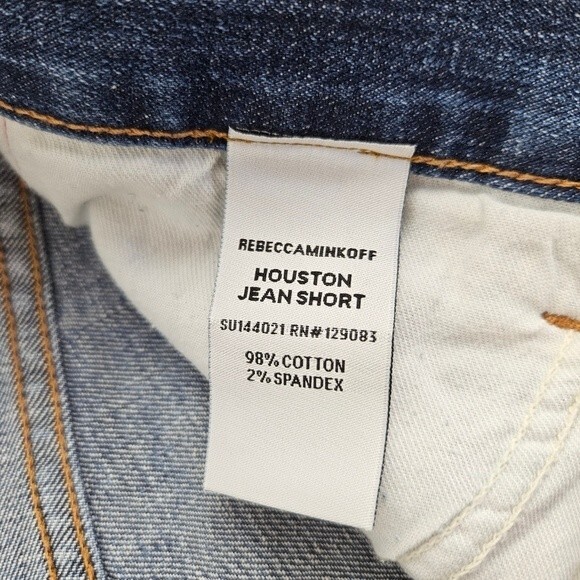 REBECCAMINKOFF
HOUSTON
JEAN SHORT
SU144021 RN#129083
98% COTTON
2% SPANDEX